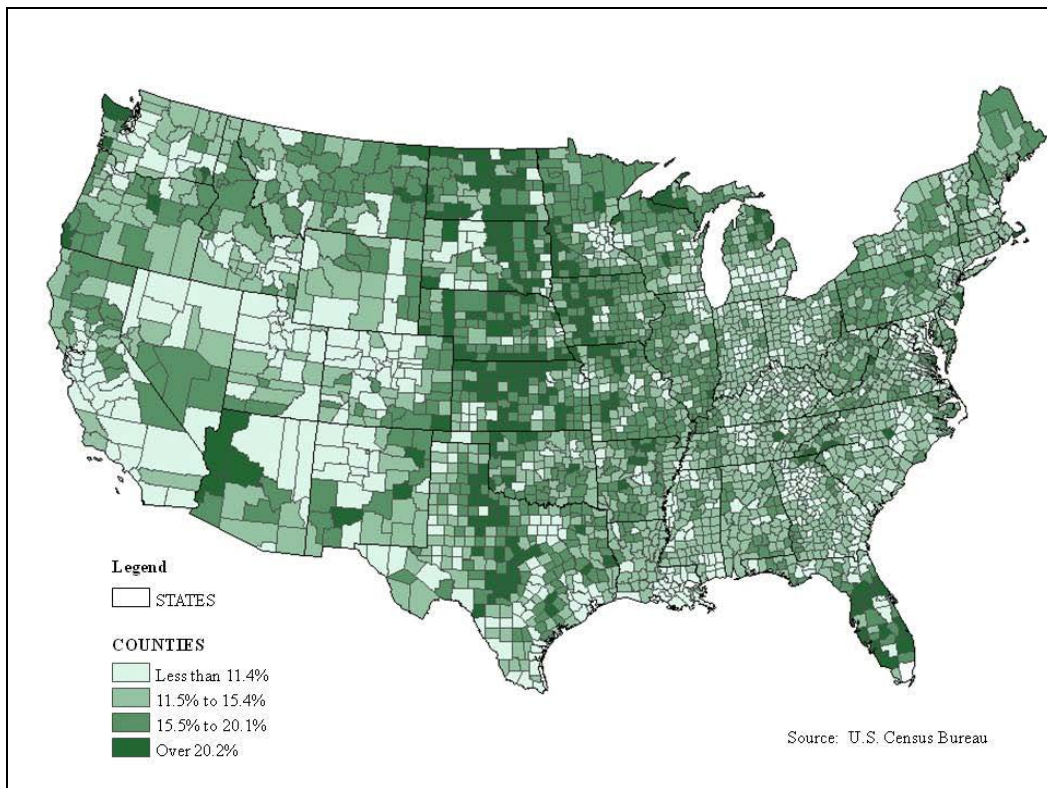 Legend
STATES
COUNTIES
Less than 11.4%
11.5% to 15.4%
15.5% to 20.1%
Over 20.2%
Source: U.S. Census Bureau